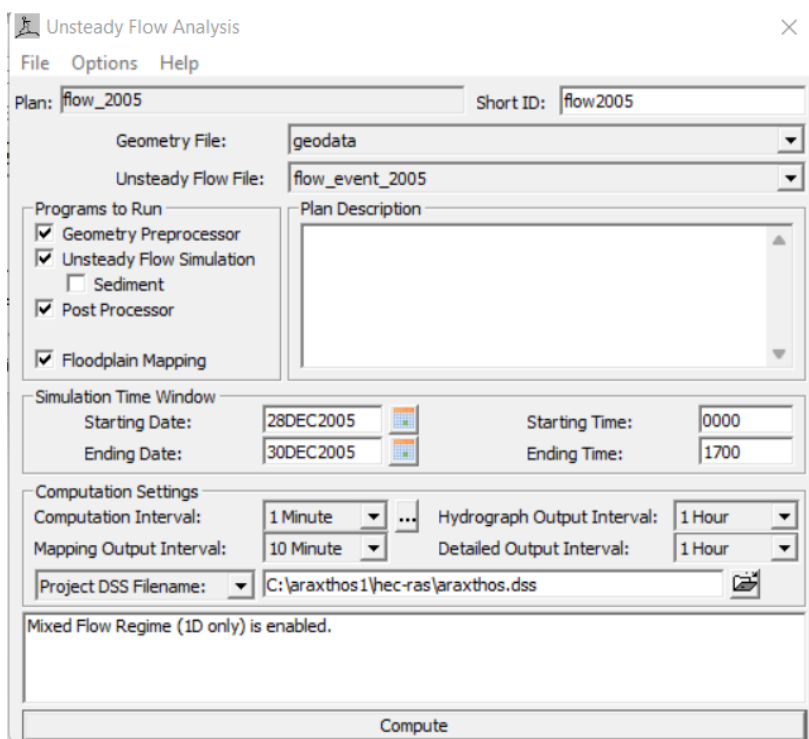 Unsteady Flow Analysis
File Options Help
Plan: flow_2005 Short ID: flow2005
Geometry File: geodata
Unsteady Flow File: flow_event_2005
Programs to Run
Geometry Preprocessor
Unsteady Flow Simulation
Sediment
Post Processor
Floodplain Mapping
Plan Description
Simulation Time Window
Starting Date: 28DEC2005 Starting Time: 0000
Ending Date: 30DEC2005 Ending Time: 1700
Computation Settings
Computation Interval: 1 Minute ... Hydrograph Output Interval: 1 Hour
Mapping Output Interval: 10 Minute Detailed Output Interval: 1 Hour
Project DSS Filename: C:\araxthos1\hec-ras\araxthos.dss
Mixed Flow Regime (1D only) is enabled.
Compute